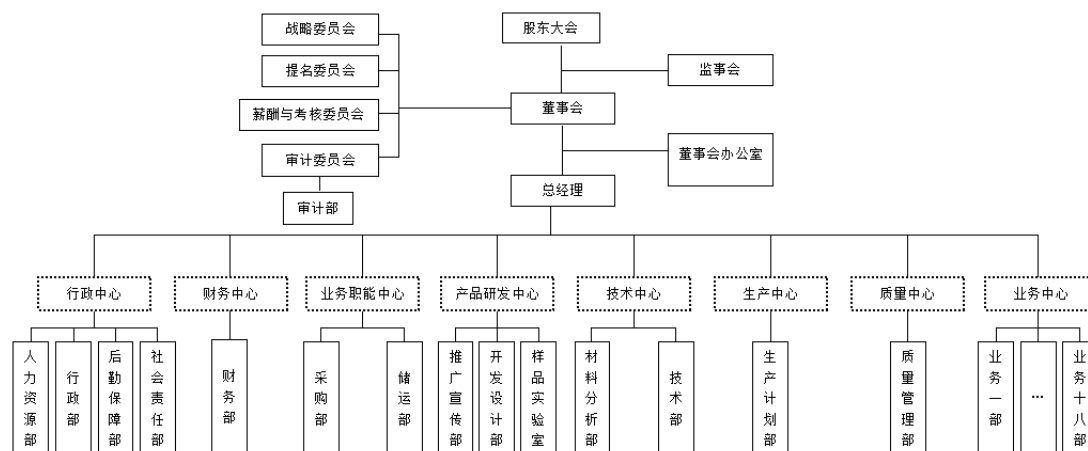 战略委员会
股东大会
提名委员会
监事会
薪酬与考核委员会
董事会
审计委员会
董事会办公室
审计部
总经理
行政中心
财务中心
业务职能中心
产品研发中心
技术中心
生产中心
质量中心
业务中心
人力资源部
行政部
后勤保障部
社会责任部
财务部
采购部
储运部
推广宣传部
开发设计部
样品实验室
材料分析部
技术部
生产计划部
质量管理部
业务一部
…
业务十八部